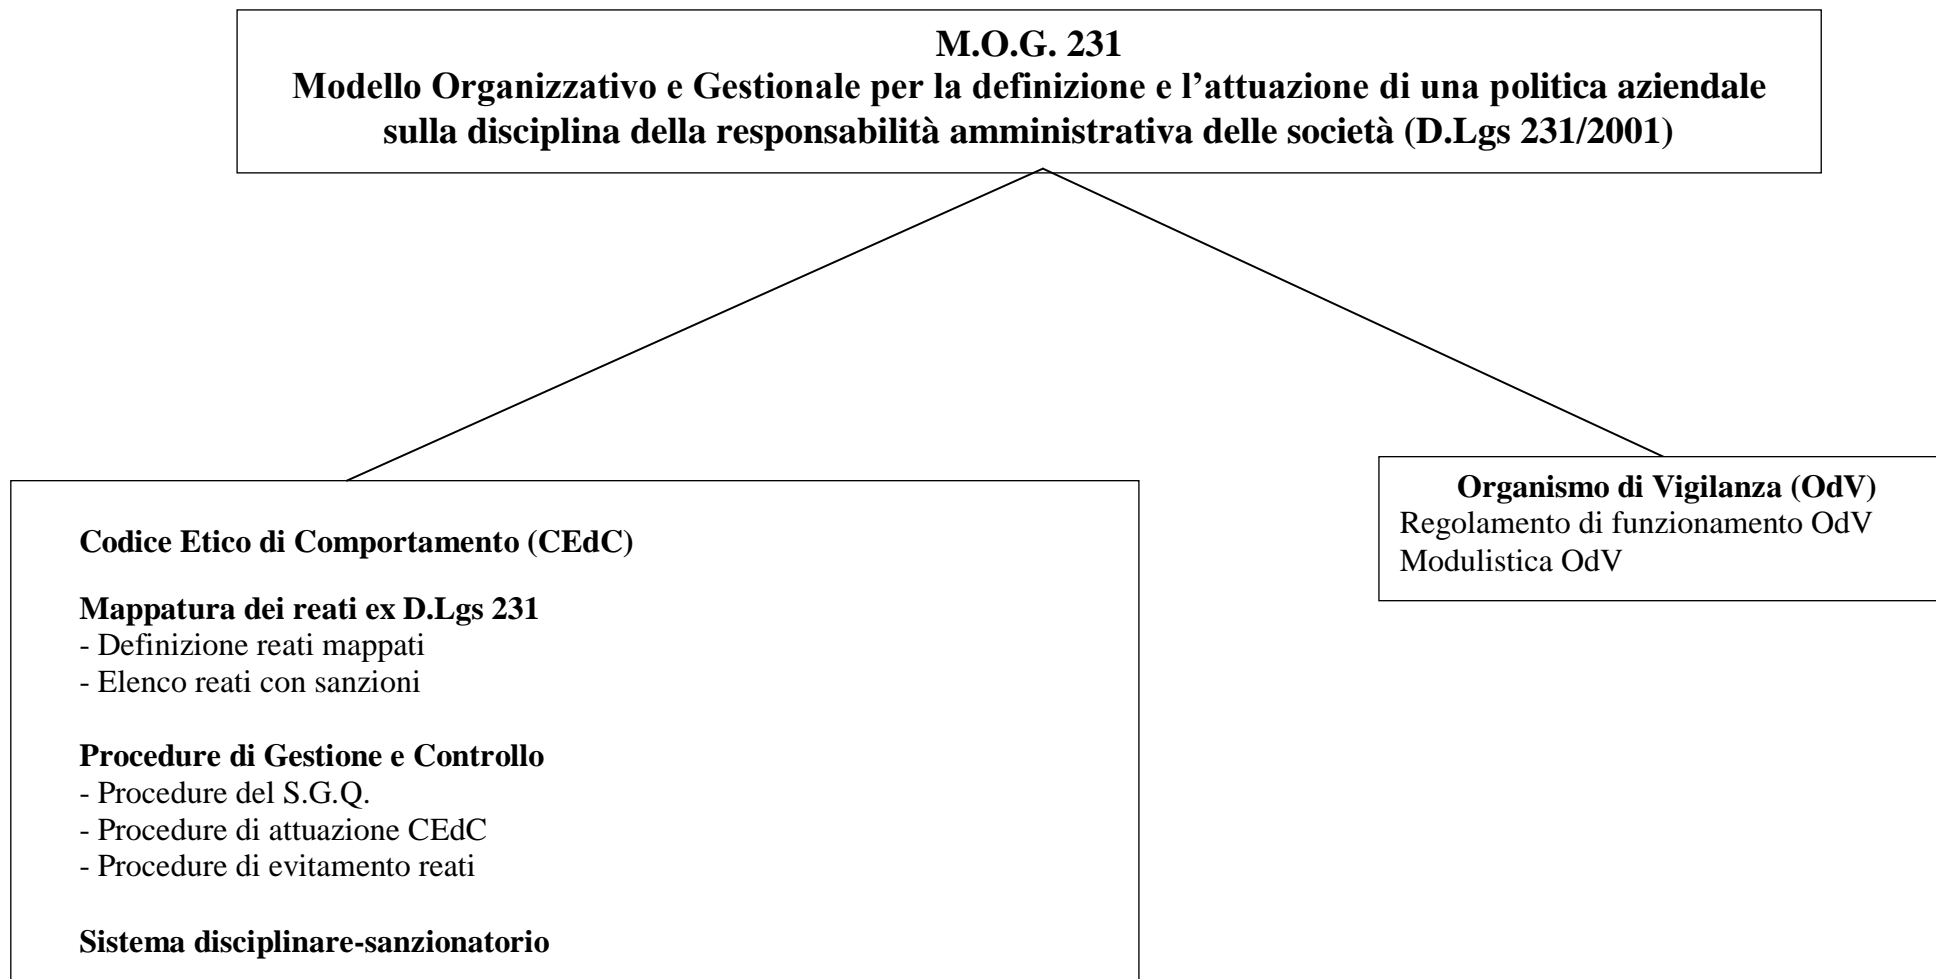 M.O.G. 231
Modello Organizzativo e Gestionale per la definizione e l’attuazione di una politica aziendale
sulla disciplina della responsabilità amministrativa delle società (D.Lgs 231/2001)
Codice Etico di Comportamento (CEdC)
Mappatura dei reati ex D.Lgs 231
- Definizione reati mappati
- Elenco reati con sanzioni
Procedure di Gestione e Controllo
- Procedure del S.G.Q.
- Procedure di attuazione CEdC
- Procedure di evitamento reati
Sistema disciplinare-sanzionatorio
Organismo di Vigilanza (OdV)
Regolamento di funzionamento OdV
Modulistica OdV